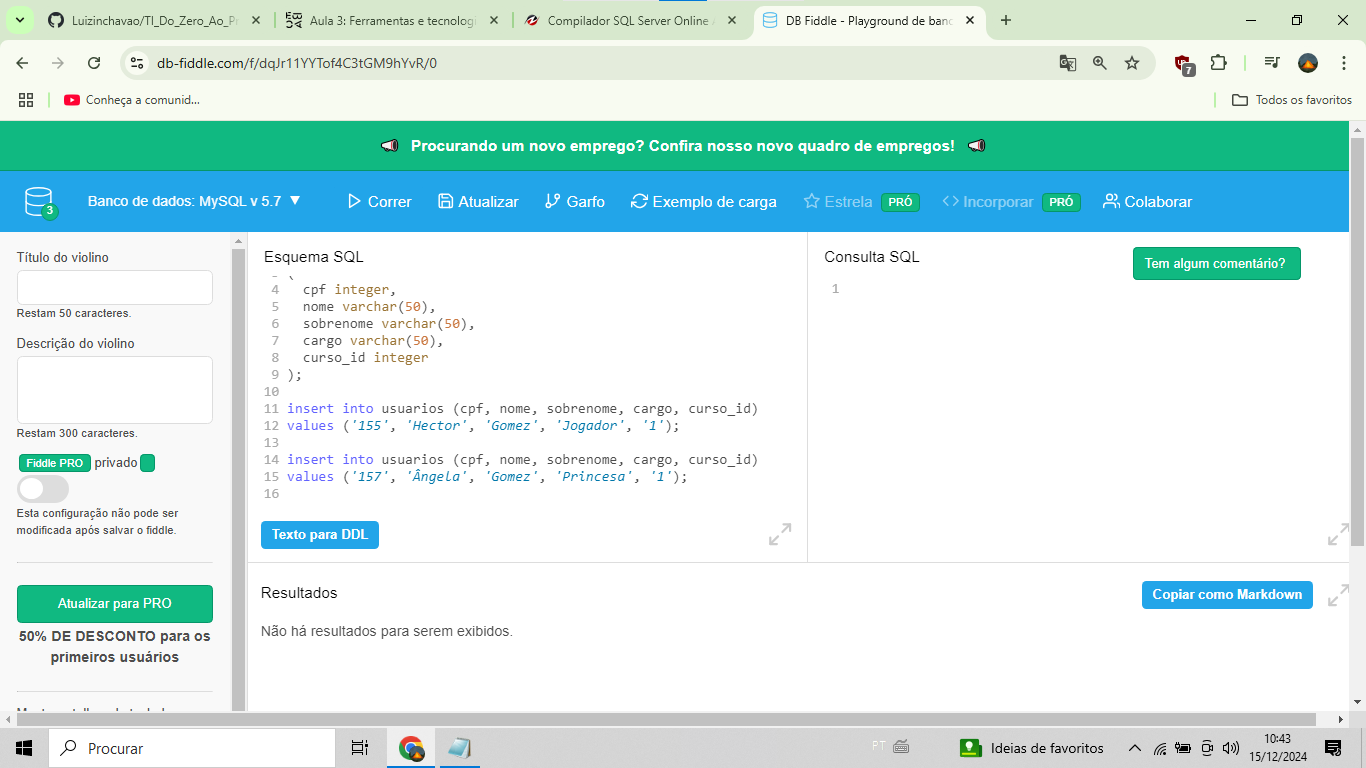 Luizinchavao/TI_Do_Zero_Ao_Pr
Aula 3: Ferramentas e tecnologi
Compilador SQL Server Online
DB Fiddle - Playground de banc
db-fiddle.com/f/dqJr11YYTof4C3tGM9hYvR/0
7
Conheça a comunid...
Todos os favoritos
Procurando um novo emprego? Confira nosso novo quadro de empregos!
3
Banco de dados: MySQL v 5.7 ▼
Correr
Atualizar
Garfo
Exemplo de carga
Estrela PRÓ
Incorporar PRÓ
Colaborar
Título do violino
Restam 50 caracteres.
Descrição do violino
Restam 300 caracteres.
Fiddle PRO privado
Esta configuração não pode ser
modificada após salvar o fiddle.
Atualizar para PRO
50% DE DESCONTO para os
primeiros usuários
Esquema SQL
4 cpf integer,
5 nome varchar(50),
6 sobrenome varchar(50),
7 cargo varchar(50),
8 curso_id integer
9 );
10
11 insert into usuarios (cpf, nome, sobrenome, cargo, curso_id)
12 values ('155', 'Hector', 'Gomez', 'Jogador', '1');
13
14 insert into usuarios (cpf, nome, sobrenome, cargo, curso_id)
15 values ('157', 'Ângela', 'Gomez', 'Princesa', '1');
16
Texto para DDL
Consulta SQL
Tem algum comentário?
1
Resultados
Copiar como Markdown
Não há resultados para serem exibidos.
Procurar
PT
Ideias de favoritos
10:43
15/12/2024